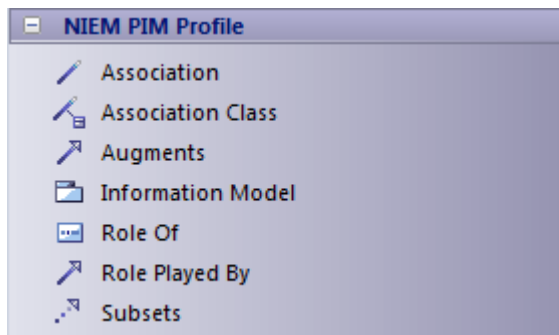 NIEM PIM Profile
Association
Association Class
Augments
Information Model
Role Of
Role Played By
Subsets